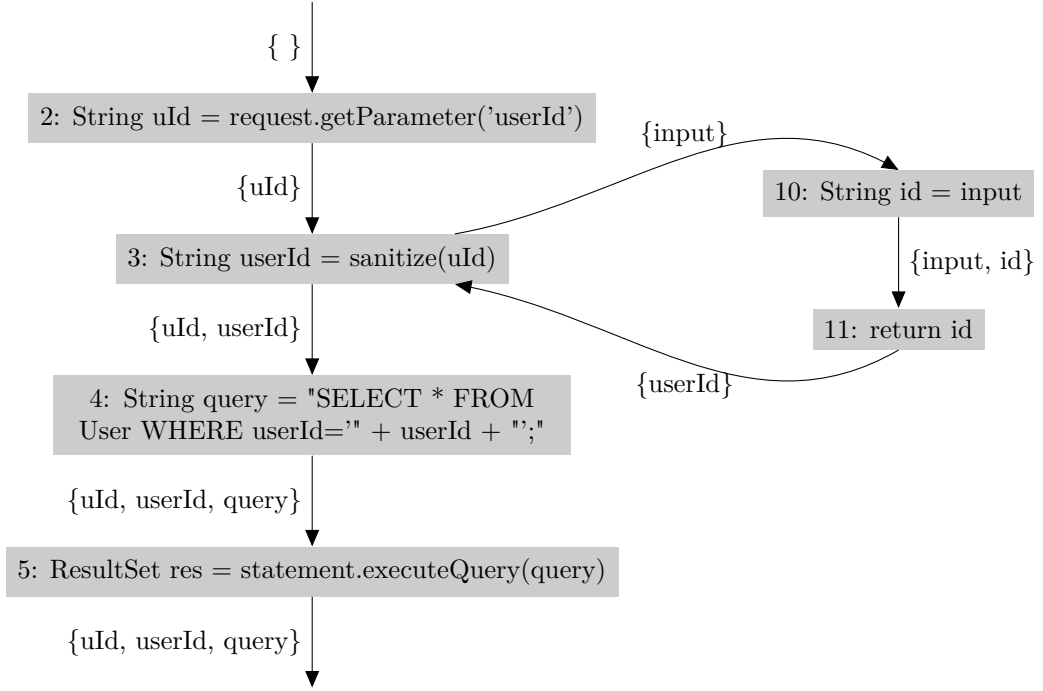 { }
2: String uId = request.getParameter('userId')
{uId}
3: String userId = sanitize(uId)
{input}
10: String id = input
{input, id}
11: return id
{userId}
{uId, userId}
4: String query = "SELECT * FROM
User WHERE userId='" + userId + "';"
{uId, userId, query}
5: ResultSet res = statement.executeQuery(query)
{uId, userId, query}